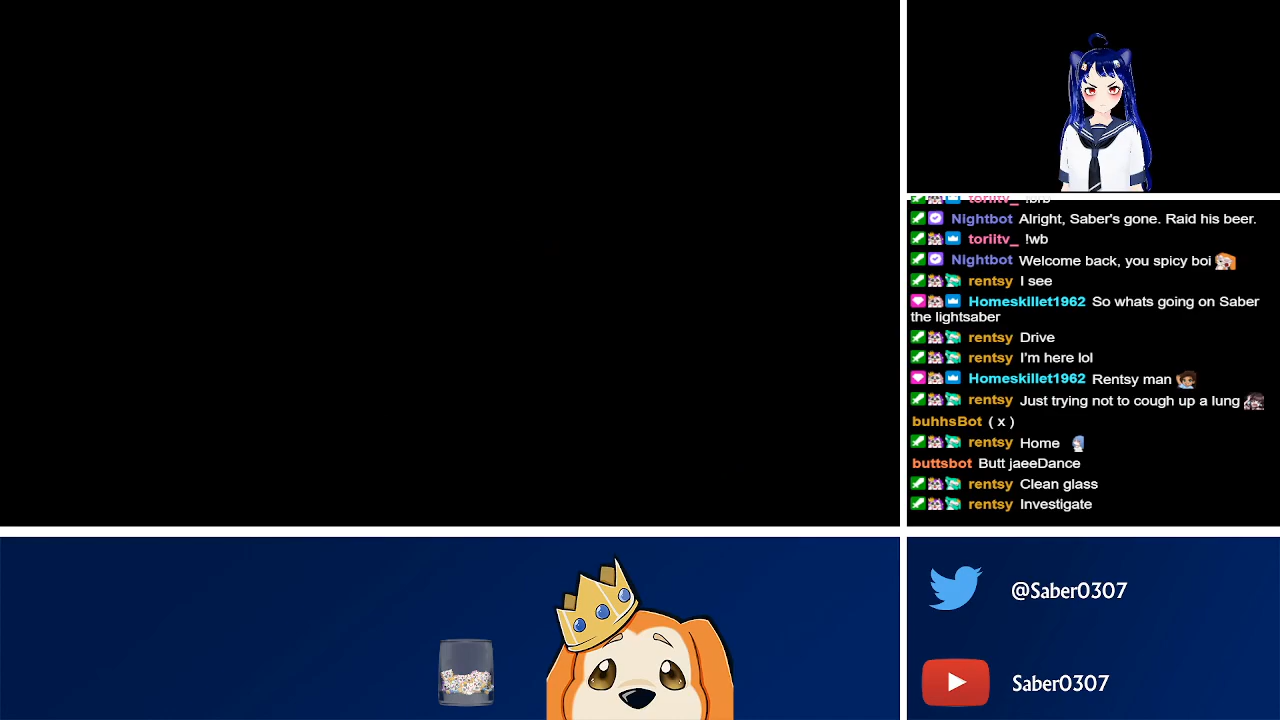 toriitv_ !brb
Nightbot Alright, Saber's gone. Raid his beer.
toriitv_ !wb
Nightbot Welcome back, you spicy boi
rentsy I see
Homeskillet1962 So whats going on Saber
the lightsaber
rentsy Drive
rentsy I'm here lol
Homeskillet1962 Rentsy man
rentsy Just trying not to cough up a lung
buhhsBot ( x )
rentsy Home
buttsbot Butt jaeeDance
rentsy Clean glass
rentsy Investigate
@Saber0307
Saber0307